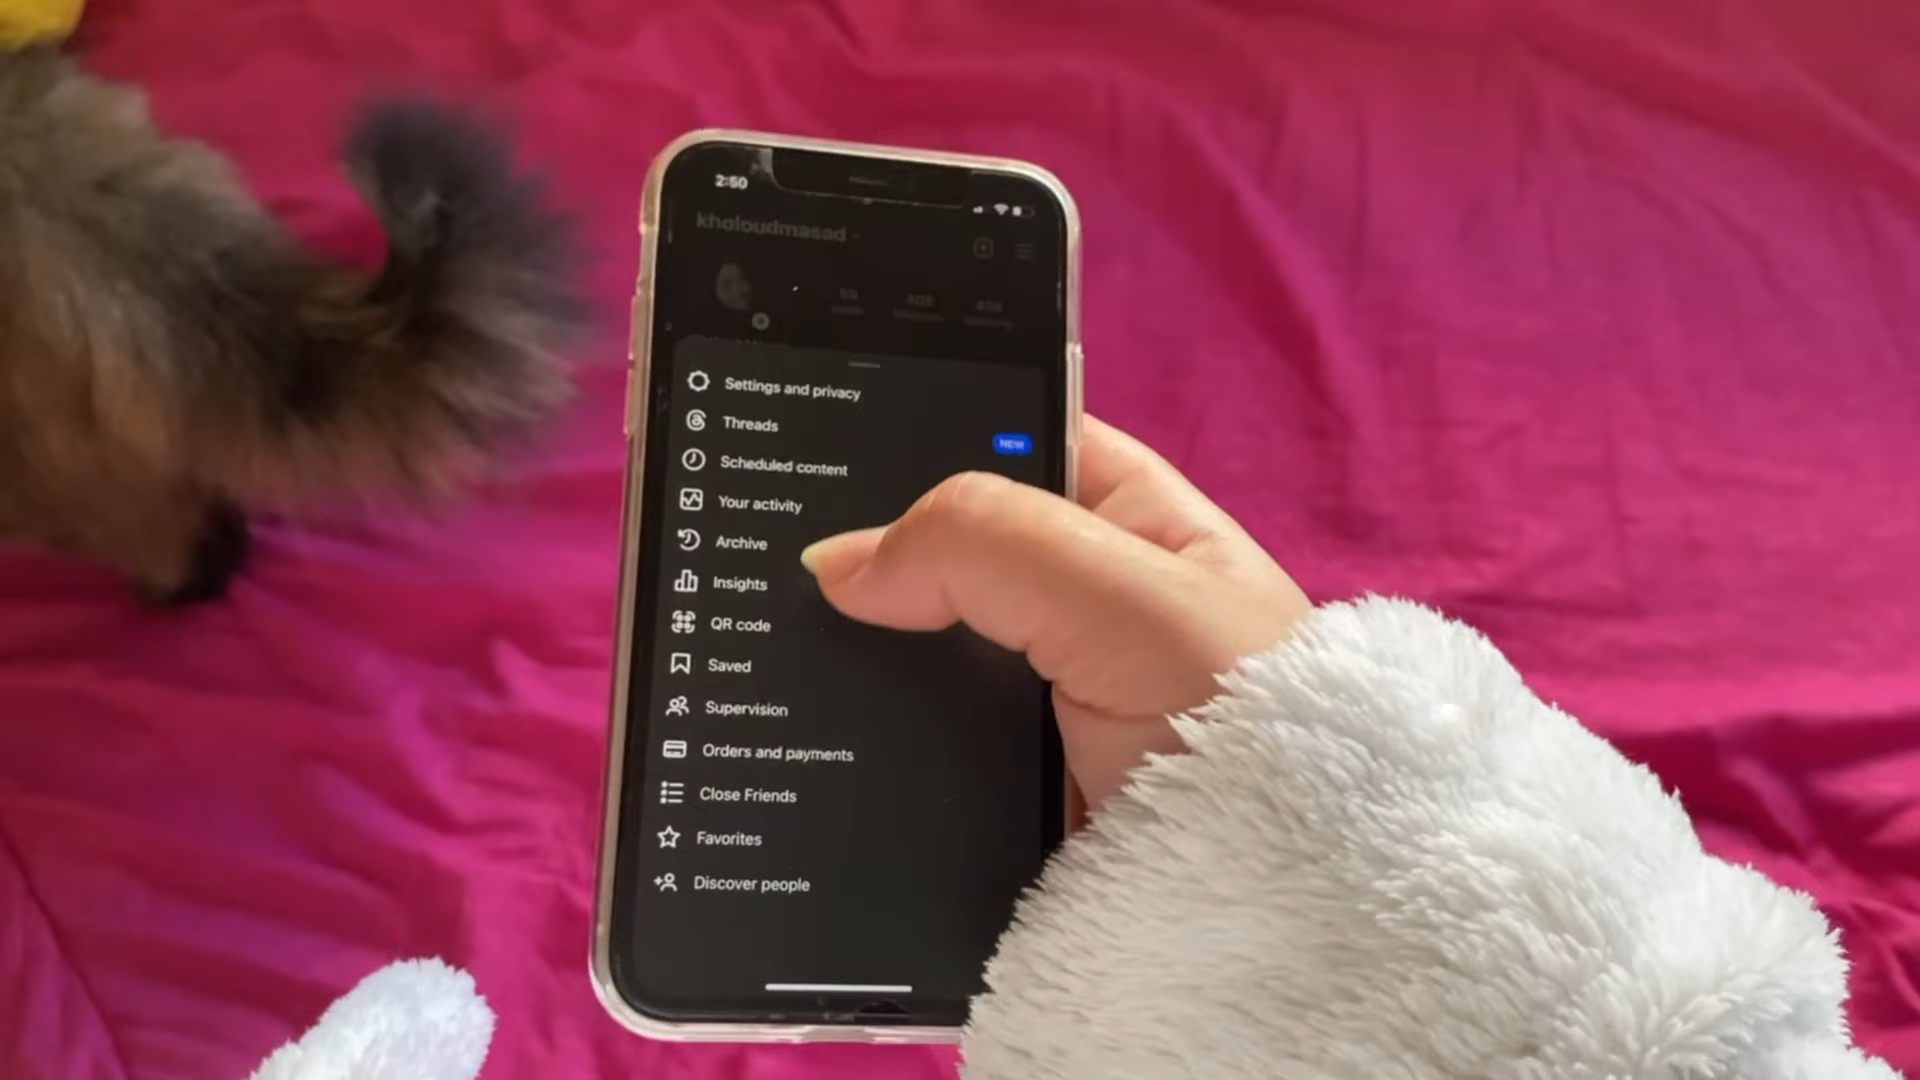 2:50
kholoudmasad
Settings and privacy
Threads
NEW
Scheduled content
Your activity
Archive
Insights
QR code
Saved
Supervision
Orders and payments
Close Friends
Favorites
Discover people